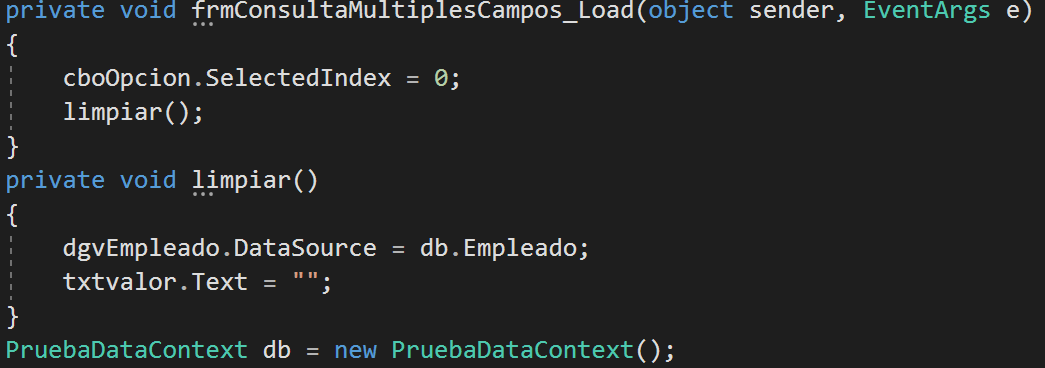 private void frmConsultaMultiplesCampos_Load(object sender, EventArgs e)
{
    cboOpcion.SelectedIndex = 0;
    limpiar();
}
private void limpiar()
{
    dgvEmpleado.DataSource = db.Empleado;
    txtvalor.Text = "";
}
PruebaDataContext db = new PruebaDataContext();